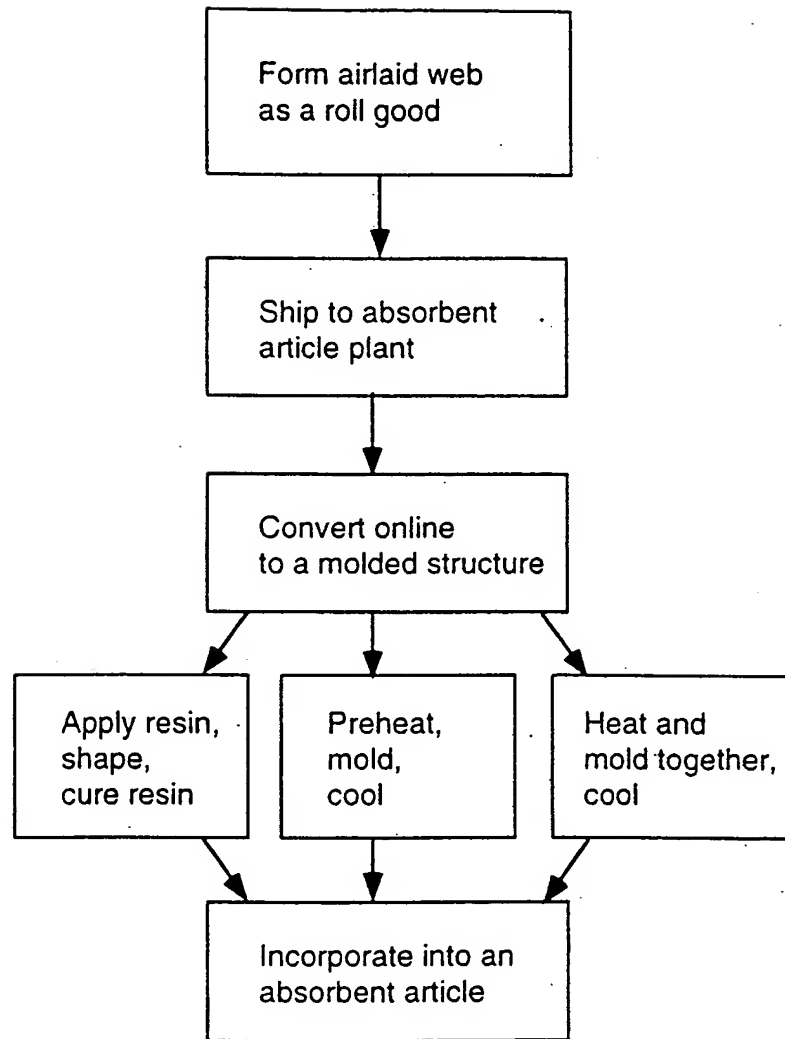 Form airlaid web
as a roll good
Ship to absorbent
article plant
Convert online
to a molded structure
Apply resin,
shape,
cure resin
Preheat,
mold,
cool
Heat and
mold together,
cool
Incorporate into an
absorbent article